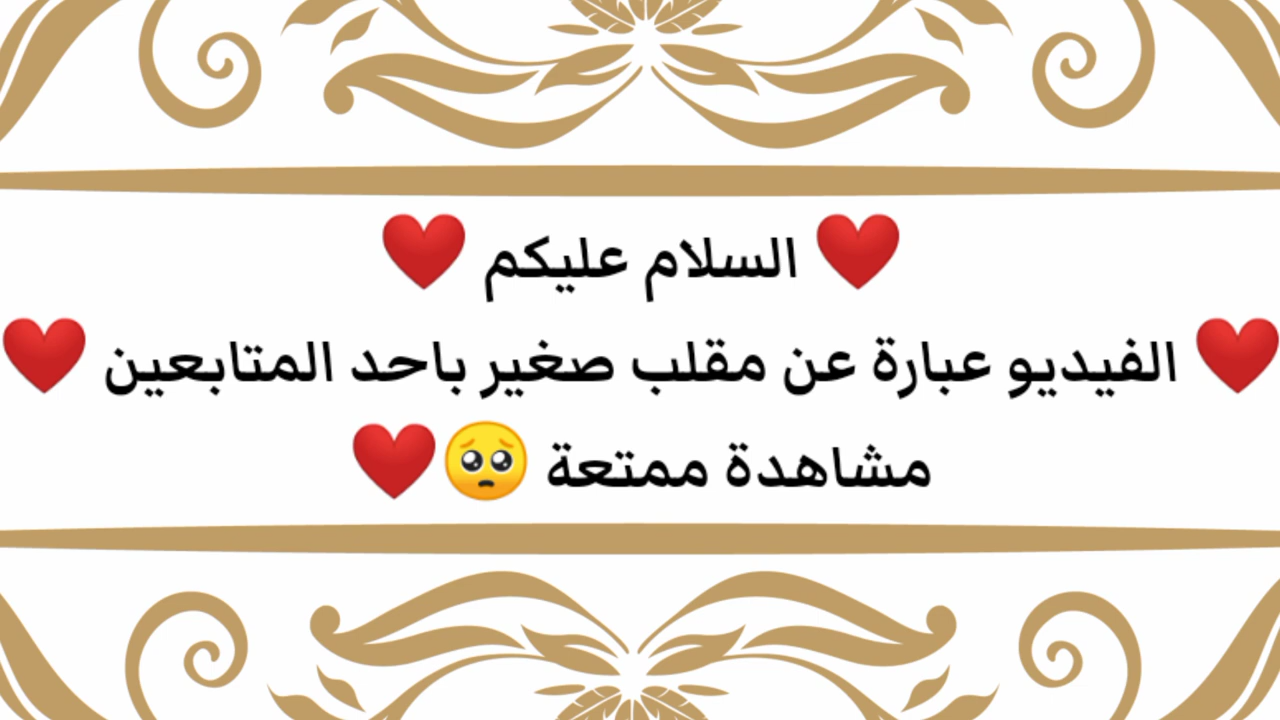 ❤️ السلام عليكم ❤️
❤️ الفيديو عبارة عن مقلب صغير باحد المتابعين ❤️
مشاهدة ممتعة 🥺❤️